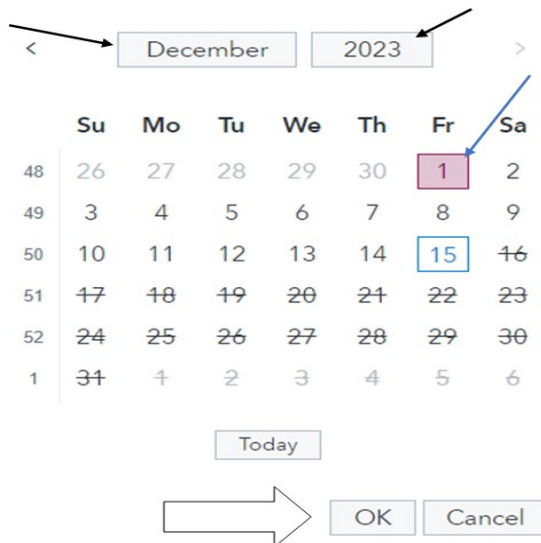 < December 2023 >
Su Mo Tu We Th Fr Sa
48 26 27 28 29 30 1 2
49 3 4 5 6 7 8 9
50 10 11 12 13 14 15 16
51 17 18 19 20 21 22 23
52 24 25 26 27 28 29 30
1 31 1 2 3 4 5 6
Today
OK Cancel